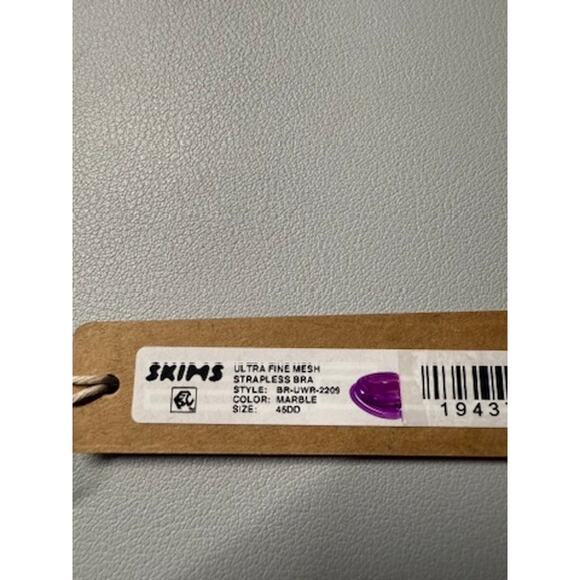 SKIMS
ULTRA FINE MESH
STRAPLESS BRA
STYLE: BR-UWR-2209
COLOR: MARBLE
SIZE: 46DD
1943